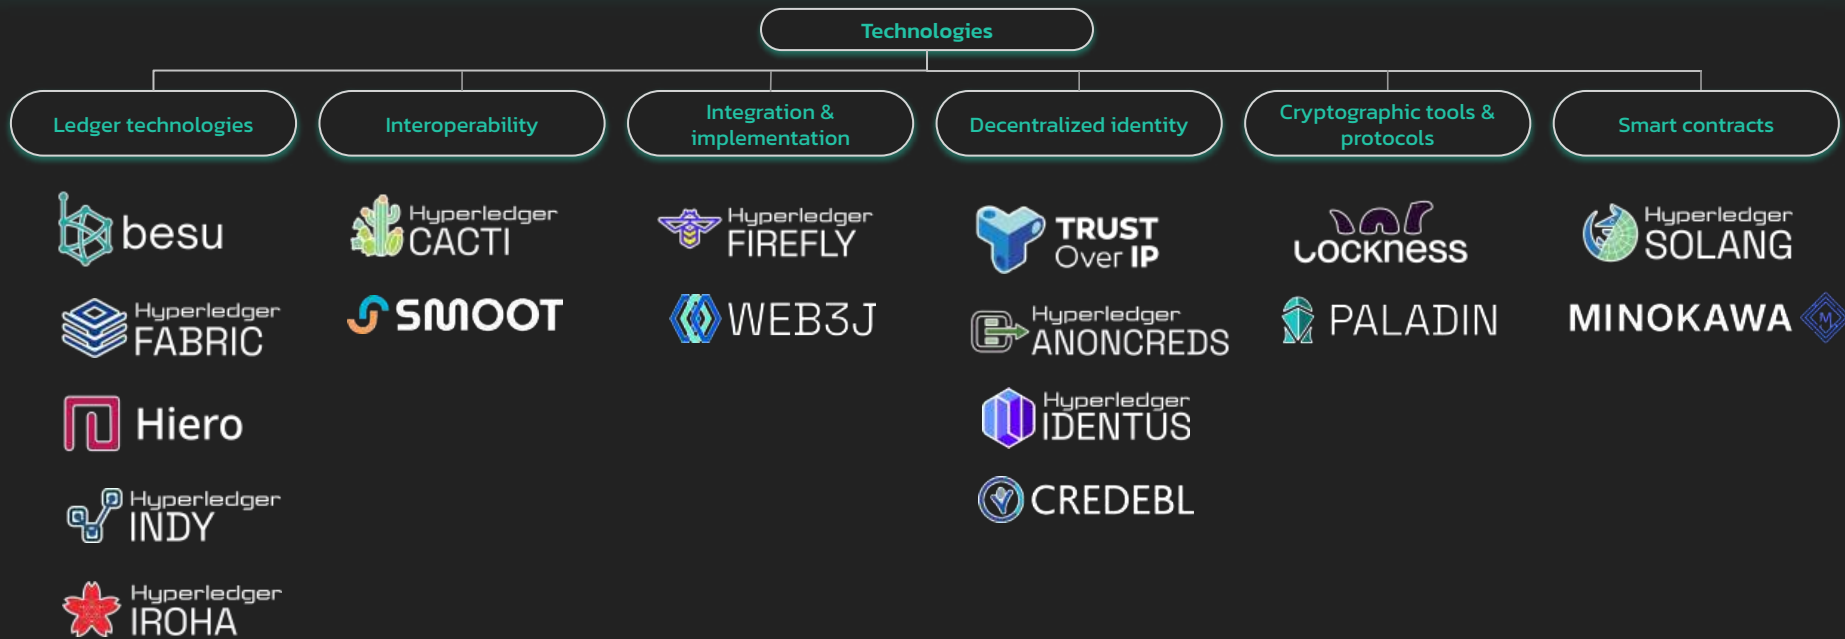 Technologies
Ledger technologies
Interoperability
Integration &
implementation
Decentralized identity
Cryptographic tools &
protocols
Smart contracts
besu
Hyperledger
FABRIC
Hiero
Hyperledger
INDY
Hyperledger
IROHA
Hyperledger
CACTI
SMOOT
Hyperledger
FIREFLY
WEB3J
TRUST
Over IP
Hyperledger
ANONCREDS
Hyperledger
IDENTUS
CREDEBL
LOCKNESS
PALADIN
Hyperledger
SOLANG
MINOKAWA
M